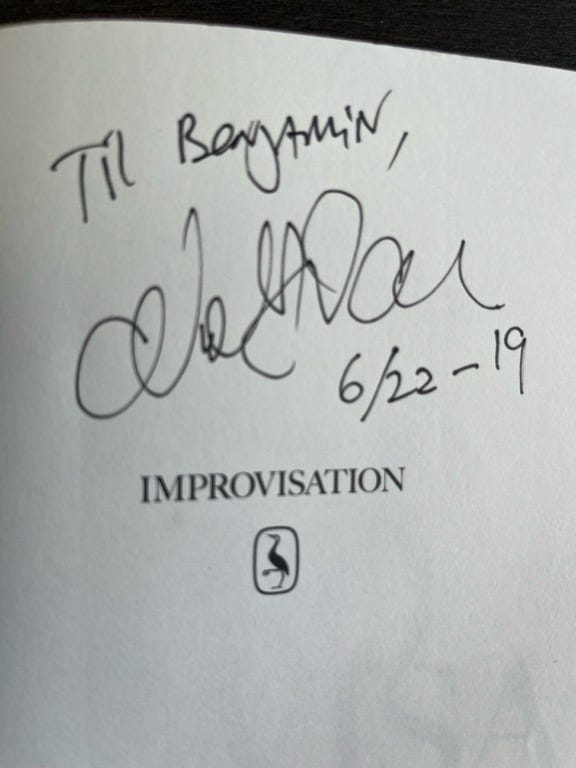 Til Benjamin,
6/22-19
IMPROVISATION